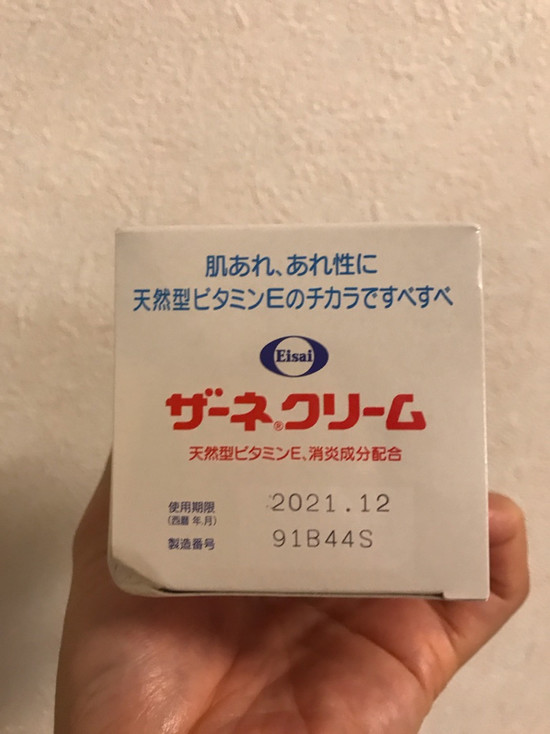 肌あれ、あれ性に
天然型ビタミンEのチカラですべすべ
Eisai
ザーネ®クリーム
天然型ビタミンE、消炎成分配合
使用期限 2021.12
(西暦 年.月)
製造番号 91B44S